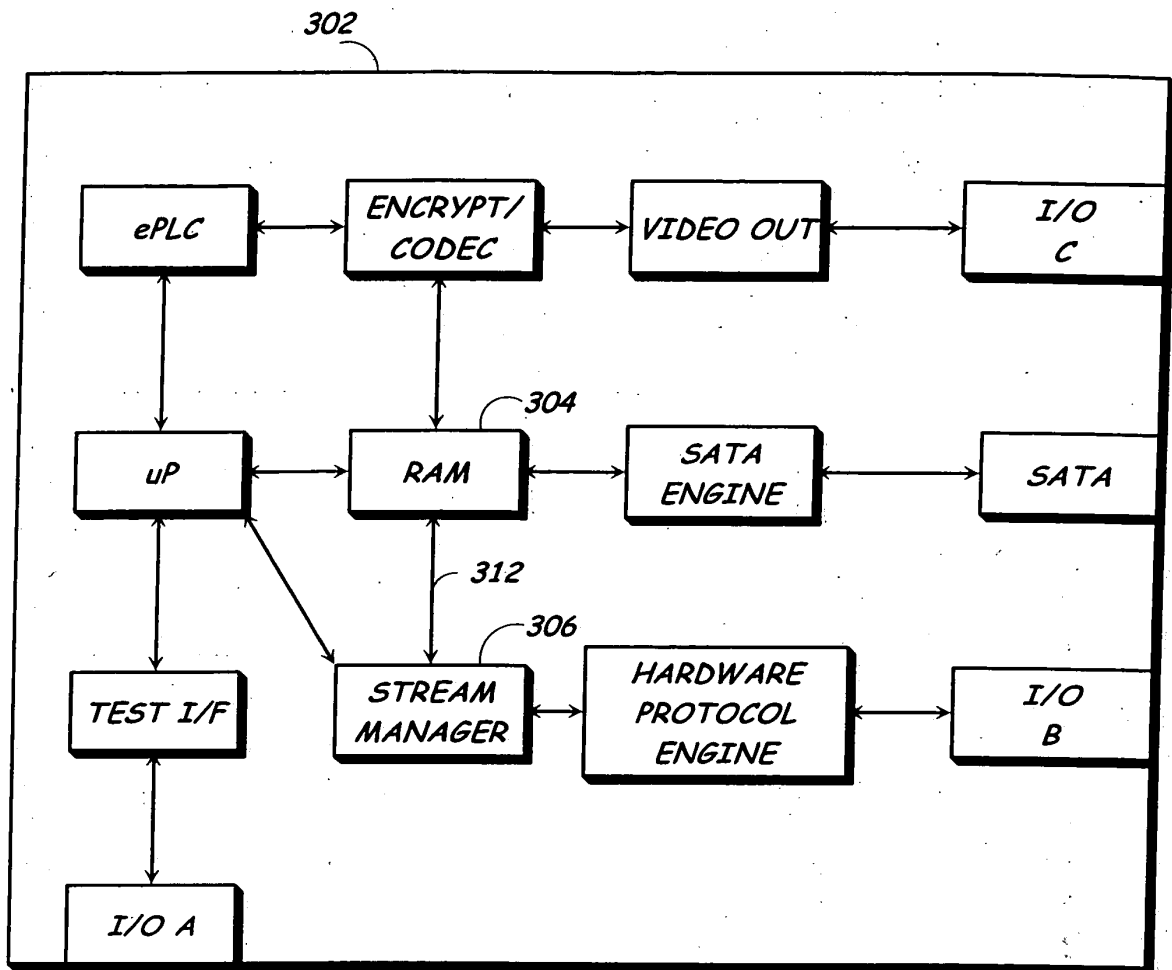 302
ePLC
ENCRYPT/
CODEC
VIDEO OUT
I/O
C
304
uP
RAM
SATA
ENGINE
SATA
312
306
TEST I/F
STREAM
MANAGER
HARDWARE
PROTOCOL
ENGINE
I/O
B
I/O A